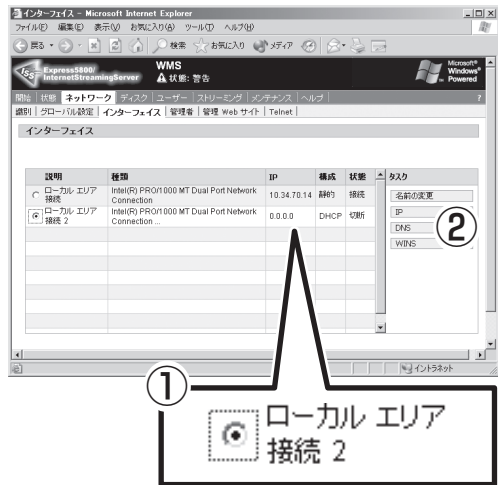 インターフェイス - Microsoft Internet Explorer
ファイル(F) 編集(E) 表示(V) お気に入り(A) ツール(T) ヘルプ(H)
戻る 検索 お気に入り メディア
Express5800/
InternetStreamingServer
WMS
状態: 警告
Microsoft®
Windows®
Powered
開始 状態 ネットワーク ディスク ユーザー ストリーミング メンテナンス ヘルプ ?
識別 グローバル設定 インターフェイス 管理者 管理 Web サイト Telnet
インターフェイス
説明 種類 IP 構成 状態 タスク
ローカル エリア
接続
Intel(R) PRO/1000 MT Dual Port Network
Connection
10.34.70.14 静的 接続
ローカル エリア
接続 2
Intel(R) PRO/1000 MT Dual Port Network
Connection ...
0.0.0.0 DHCP 切断
名前の変更
IP
DNS
WINS
②
イントラネット
①
ローカル エリア
接続 2